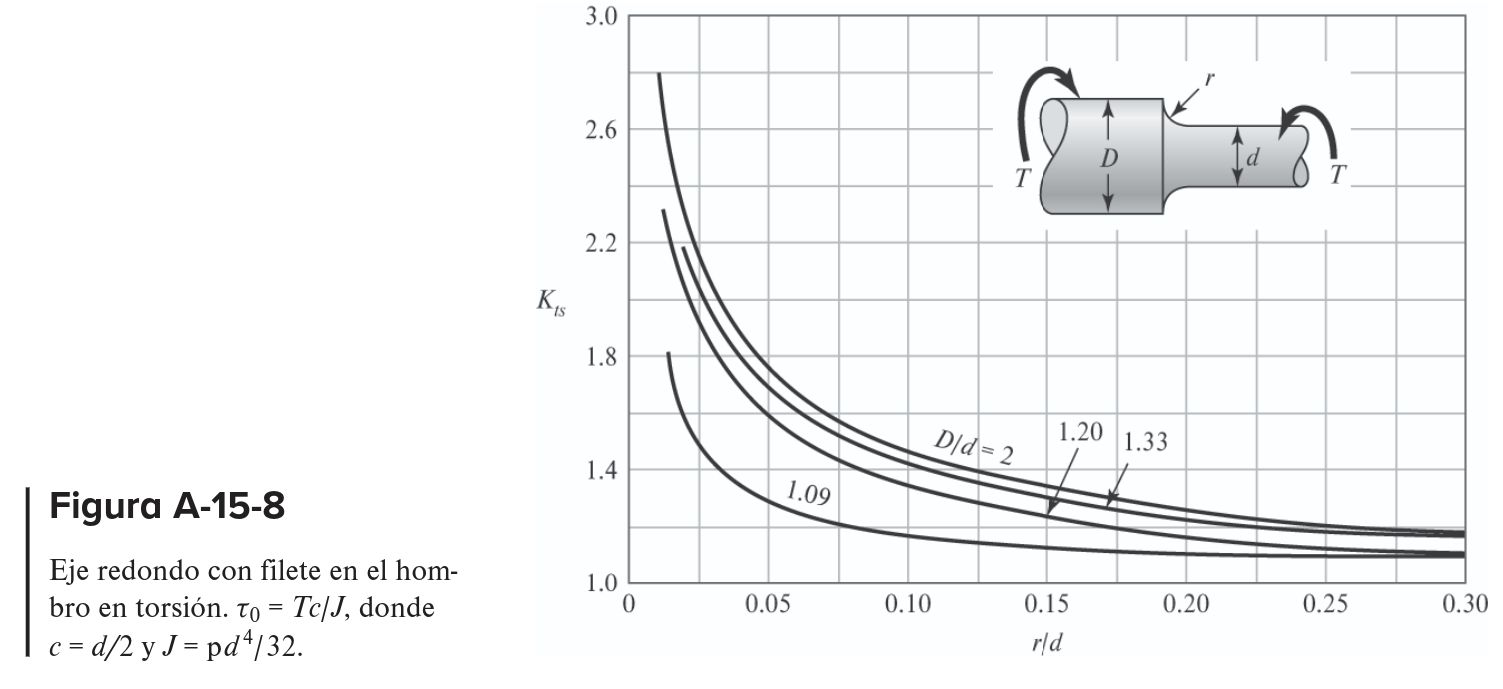 3.0
2.6
2.2
1.8
1.4
1.0
K_ts
0
0.05
0.10
0.15
0.20
0.25
0.30
r/d
T
D
r
d
T
D/d = 2
1.20
1.33
1.09
Figura A-15-8
Eje redondo con filete en el hom-
bro en torsión. τ₀ = Tc/J, donde
c = d/2 y J = pd⁴/32.